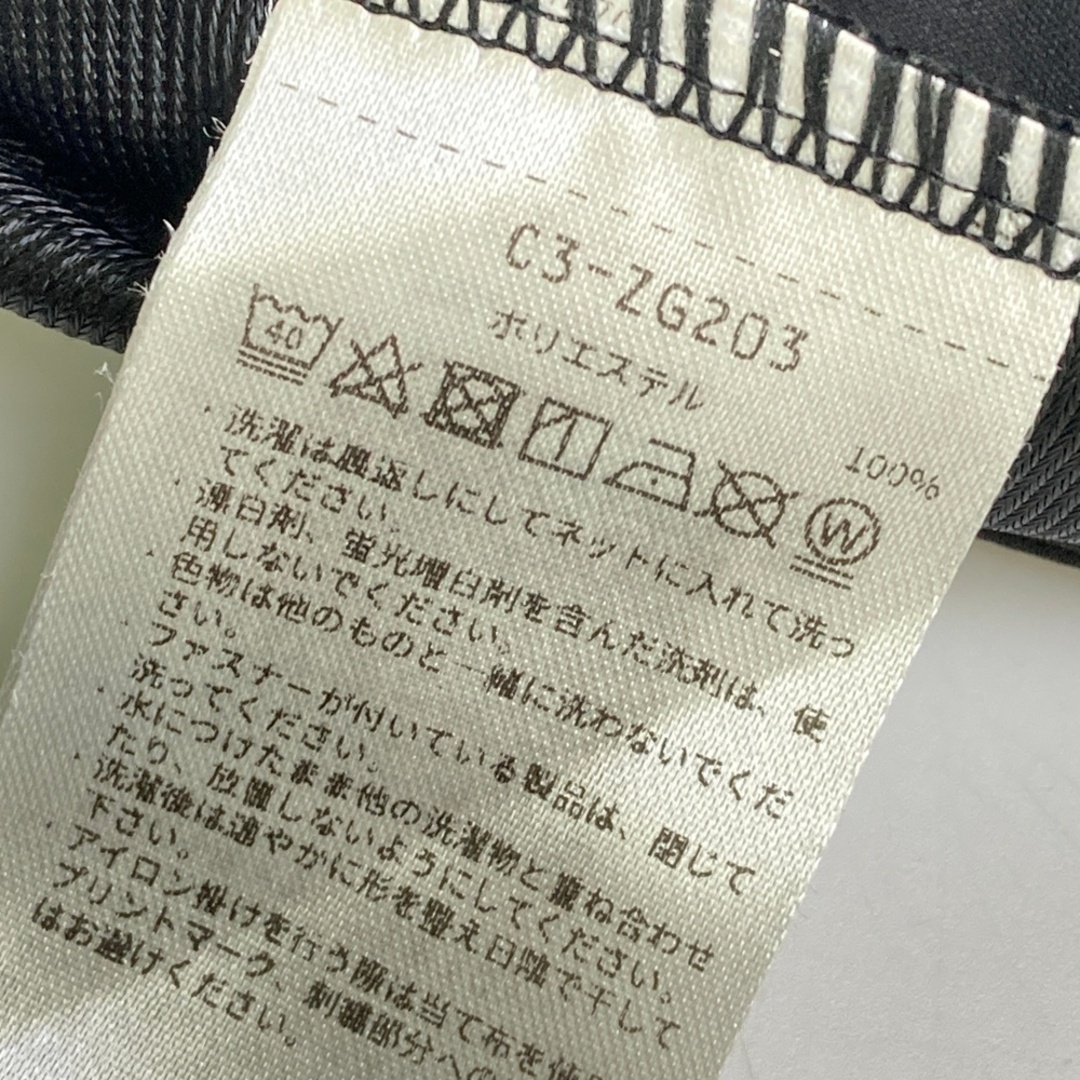 C3-ZG203
ポリエステル
100%
40
W
・洗濯は裏返しにしてネットに入れて洗っ
てください。
・漂白剤、蛍光増白剤を含んだ洗剤は、使
用しないでください。
・色物は他のものと一緒に洗わないでくだ
さい。
・ファスナーが付いている製品は、閉じて
洗ってください。
・水につけたまま他の洗濯物と重ね合わせ
たり、放置しないようにしてください。
・洗濯後は速やかに形を整え日陰で干して
下さい。
・アイロン掛けを行う際は当て布を使
プリントマーク、刺繍部分への
はお避けください。